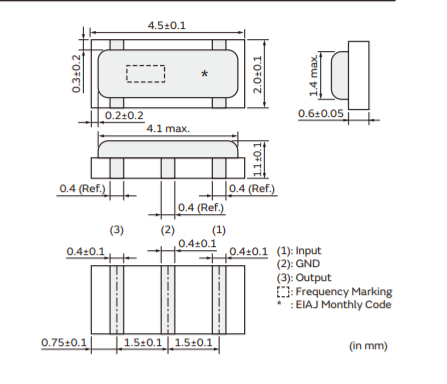 4.5±0.1
0.3±0.2
*
2.0±0.1
1.4 max.
0.2±0.2
0.6±0.05
4.1 max.
1.1±0.1
0.4 (Ref.)
0.4 (Ref.)
0.4 (Ref.)
(3) (2) (1)
0.4±0.1
0.4±0.1
0.4±0.1
(1): Input
(2): GND
(3): Output
: Frequency Marking
* : EIAJ Monthly Code
0.75±0.1 1.5±0.1 1.5±0.1
(in mm)